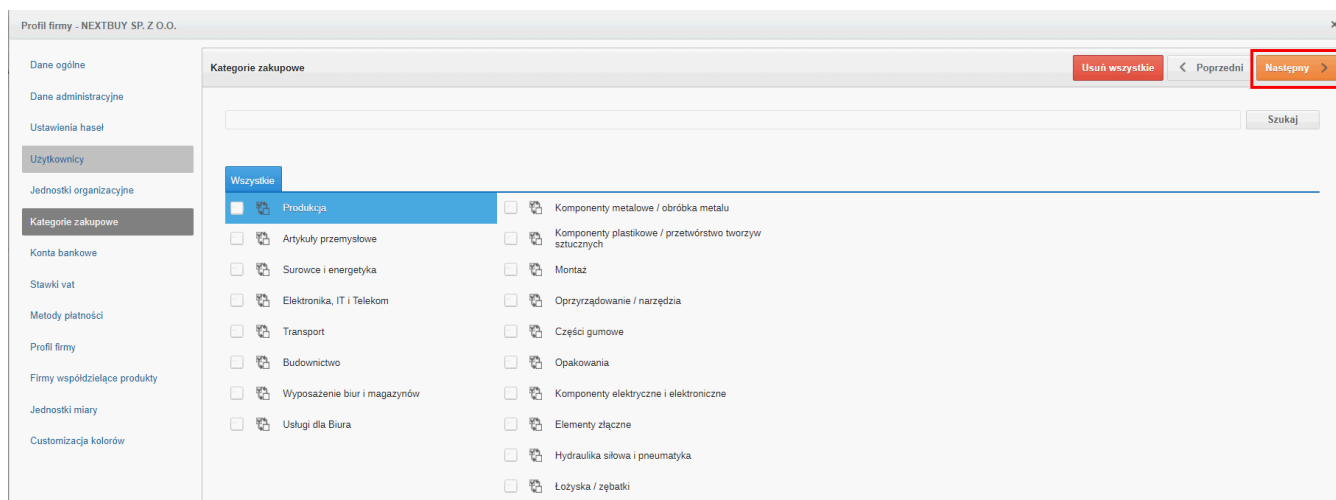 Profil firmy - NEXTBUY SP. Z O.O.
Dane ogólne
Dane administracyjne
Ustawienia haseł
Użytkownicy
Jednostki organizacyjne
Kategorie zakupowe
Konta bankowe
Stawki vat
Metody płatności
Profil firmy
Firmy współdzielące produkty
Jednostki miary
Customizacja kolorów
Kategorie zakupowe
Usuń wszystkie
Poprzedni
Następny
Szukaj
Wszystkie
Produkcja
Artykuły przemysłowe
Surowce i energetyka
Elektronika, IT i Telekom
Transport
Budownictwo
Wyposażenie biur i magazynów
Usługi dla Biura
Komponenty metalowe / obróbka metalu
Komponenty plastikowe / przetwórstwo tworzyw
sztucznych
Montaż
Oprzyrządowanie / narzędzia
Części gumowe
Opakowania
Komponenty elektryczne i elektroniczne
Elementy złączne
Hydraulika siłowa i pneumatyka
Łożyska / zębatki